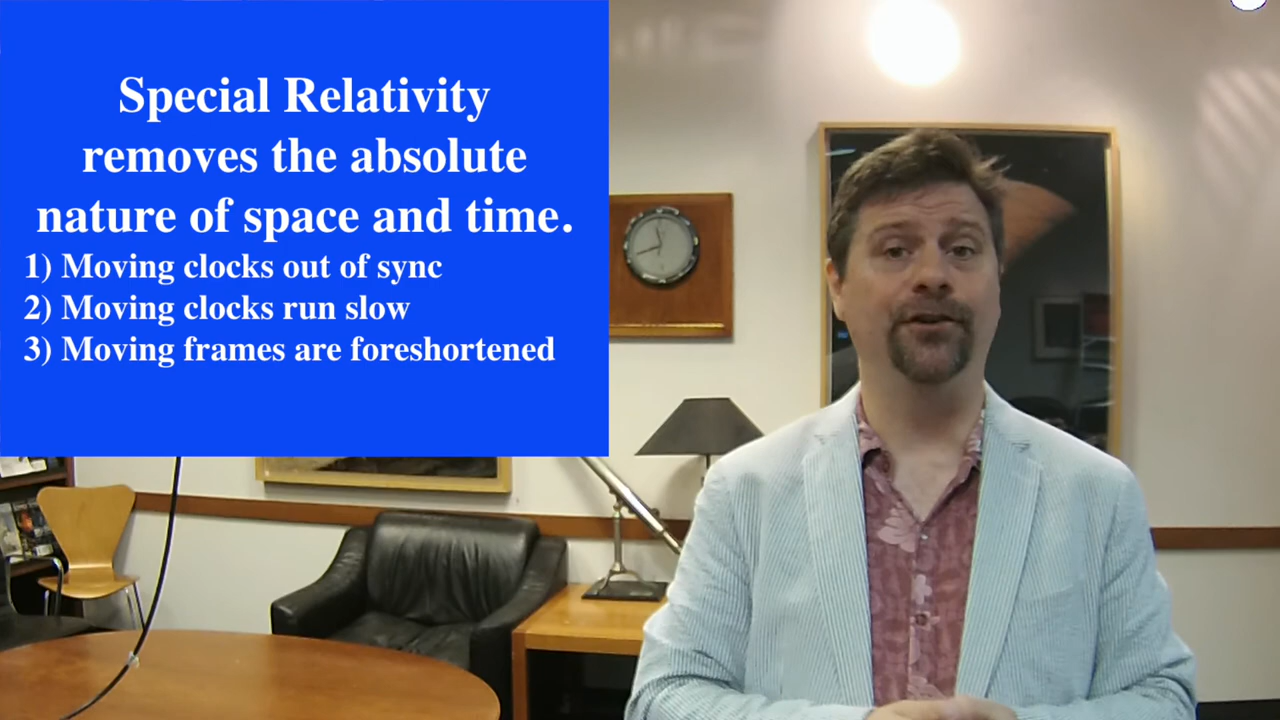 Special Relativity
removes the absolute
nature of space and time.
1) Moving clocks out of sync
2) Moving clocks run slow
3) Moving frames are foreshortened